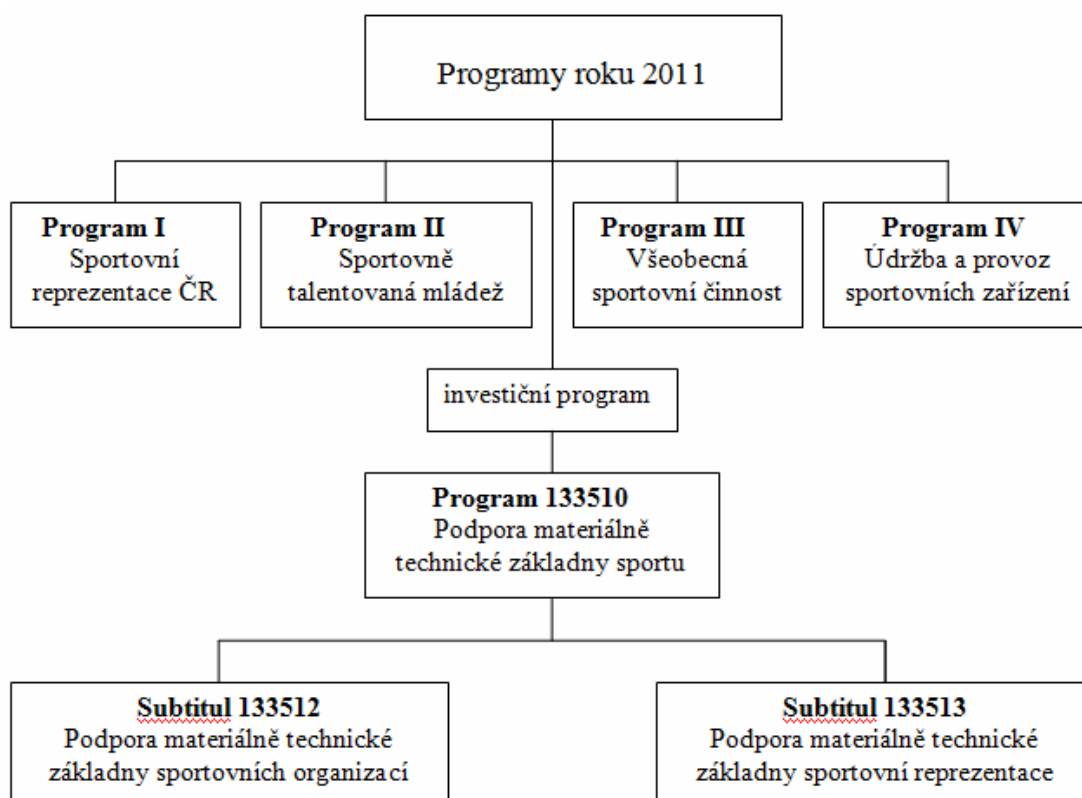 Programy roku 2011
Program I
Sportovní
reprezentace ČR
Program II
Sportovně
talentovaná mládež
Program III
Všeobecná
sportovní činnost
Program IV
Údržba a provoz
sportovních zařízení
investiční program
Program 133510
Podpora materiálně
technické základny sportu
Subtitul 133512
Podpora materiálně technické
základny sportovních organizací
Subtitul 133513
Podpora materiálně technické
základny sportovní reprezentace